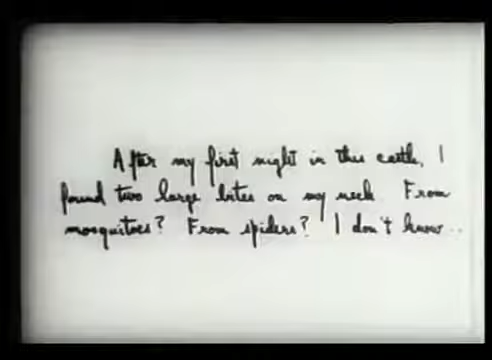 After my first night in this castle, I
found two large bites on my neck. From
mosquitoes? From spiders? I don't know...